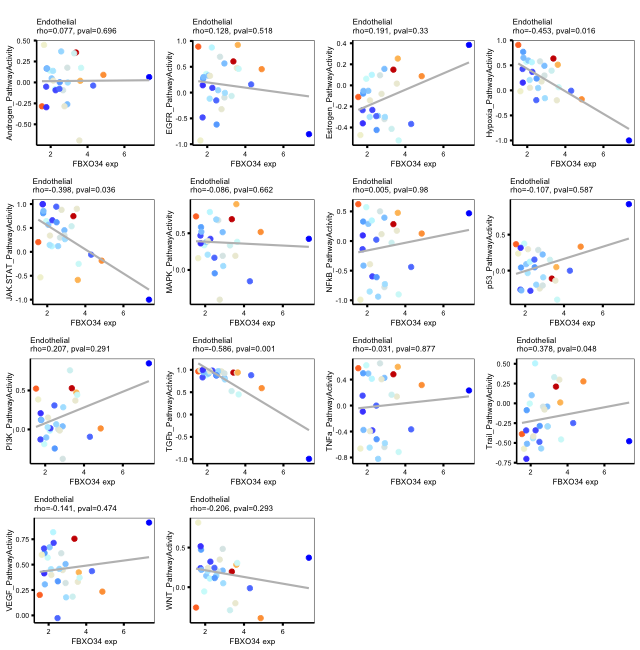 Endothelial
rho=0.077, pval=0.696
Androgen_PathwayActivity
0.50
0.25
0.00
-0.25
-0.50
2 4 6
FBXO34 exp
Endothelial
rho=0.128, pval=0.518
EGFR_PathwayActivity
1.0
0.5
0.0
-0.5
-1.0
2 4 6
FBXO34 exp
Endothelial
rho=0.191, pval=0.33
Estrogen_PathwayActivity
0.4
0.2
0.0
-0.2
-0.4
2 4 6
FBXO34 exp
Endothelial
rho=-0.453, pval=0.016
Hypoxia_PathwayActivity
1.0
0.5
0.0
-0.5
-1.0
2 4 6
FBXO34 exp
Endothelial
rho=-0.398, pval=0.036
JAK.STAT_PathwayActivity
1.0
0.5
0.0
-0.5
-1.0
2 4 6
FBXO34 exp
Endothelial
rho=-0.086, pval=0.662
MAPK_PathwayActivity
0.5
0.0
2 4 6
FBXO34 exp
Endothelial
rho=0.005, pval=0.98
NFkB_PathwayActivity
0.5
0.0
-0.5
-1.0
2 4 6
FBXO34 exp
Endothelial
rho=-0.107, pval=0.587
p53_PathwayActivity
0.5
0.0
2 4 6
FBXO34 exp
Endothelial
rho=0.207, pval=0.291
PI3K_PathwayActivity
0.5
0.0
2 4 6
FBXO34 exp
Endothelial
rho=-0.586, pval=0.001
TGFb_PathwayActivity
1.0
0.5
0.0
-0.5
-1.0
2 4 6
FBXO34 exp
Endothelial
rho=-0.031, pval=0.877
TNFa_PathwayActivity
0.4
0.0
-0.4
-0.8
2 4 6
FBXO34 exp
Endothelial
rho=0.378, pval=0.048
Trail_PathwayActivity
0.50
0.25
0.00
-0.25
-0.50
-0.75
2 4 6
FBXO34 exp
Endothelial
rho=-0.141, pval=0.474
VEGF_PathwayActivity
0.75
0.50
0.25
0.00
2 4 6
FBXO34 exp
Endothelial
rho=-0.206, pval=0.293
WNT_PathwayActivity
0.5
0.0
2 4 6
FBXO34 exp